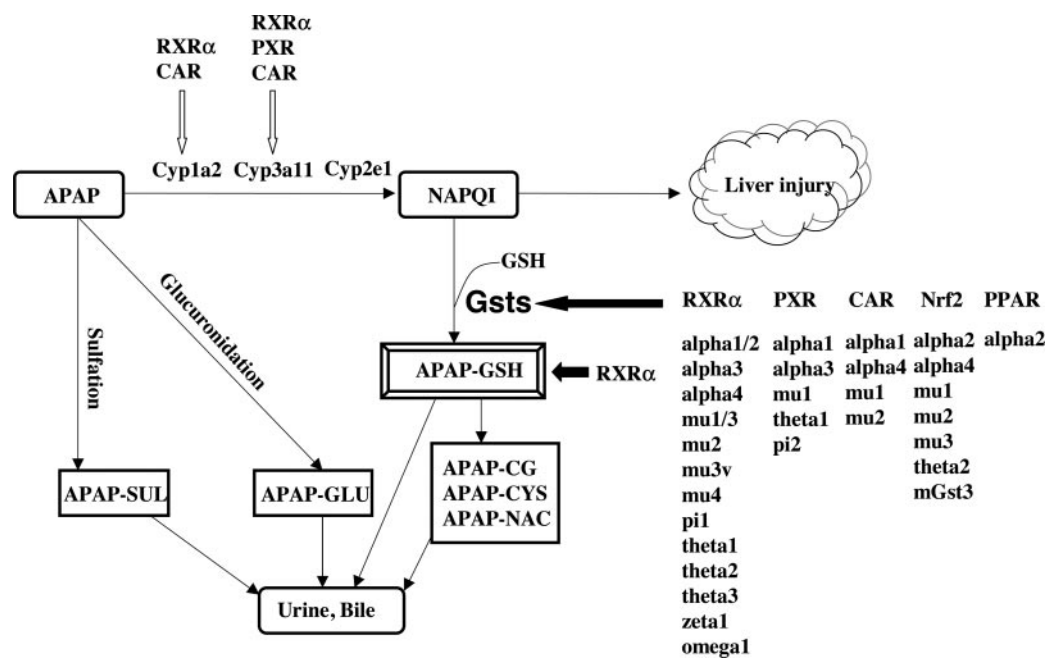 RXRα
CAR
RXRα
PXR
CAR
Cyp1a2 Cyp3a11 Cyp2e1
APAP
NAPQI
Liver injury
GSH
Gsts
Sulfation
Glucuronidation
APAP-GSH
RXRα
APAP-SUL
APAP-GLU
APAP-CG
APAP-CYS
APAP-NAC
Urine, Bile
RXRα PXR CAR Nrf2 PPAR
alpha1/2 alpha1 alpha1 alpha2 alpha2
alpha3 alpha3 alpha4 alpha4
alpha4 mu1 mu1 mu1
mu1/3 theta1 mu2 mu2
mu2 pi2 mu3
mu3v theta2
mu4 mGst3
pi1
theta1
theta2
theta3
zeta1
omega1